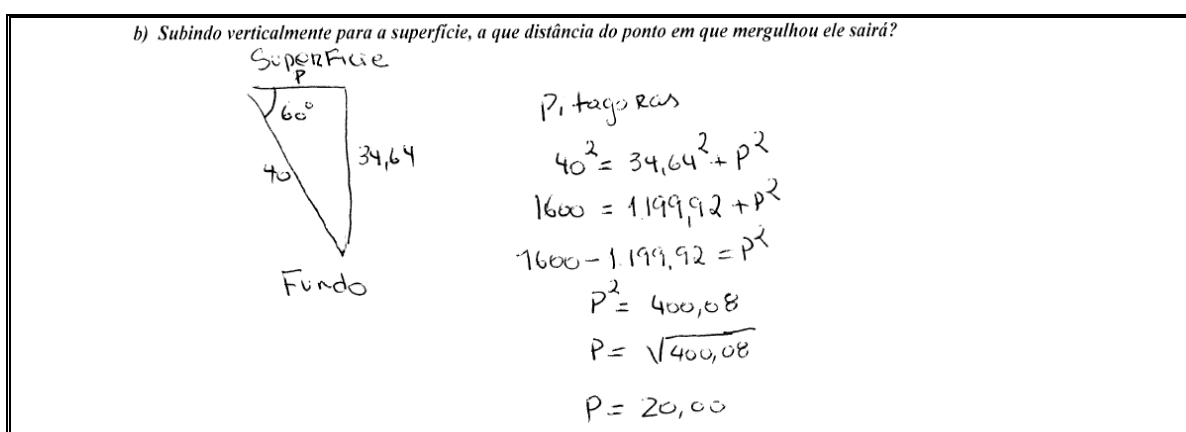 b) Subindo verticalmente para a superfície, a que distância do ponto em que mergulhou ele sairá?
SuperFície
P
60°
40
34,64
Fundo
Pitagoras
40² = 34,64² + p²
1600 = 1.199,92 + p²
1600 - 1.199,92 = p²
P² = 400,08
P = √400,08
P = 20,00